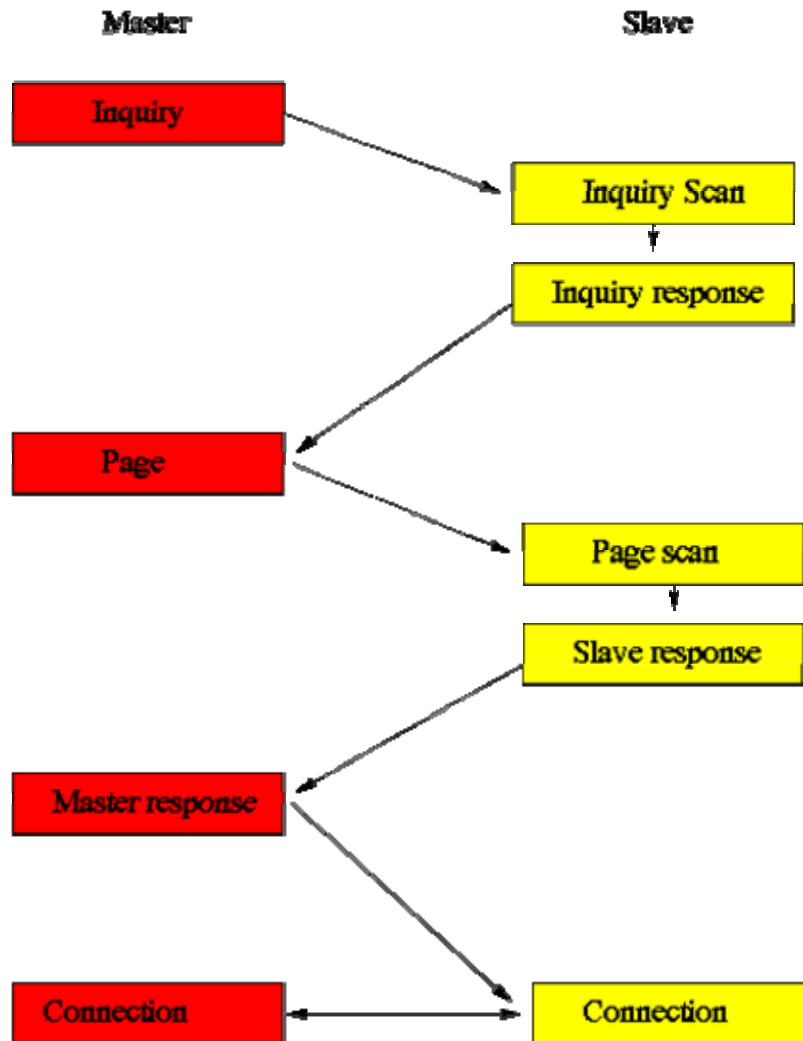 Master
Slave
Inquiry
Inquiry Scan
Inquiry response
Page
Page scan
Slave response
Master response
Connection
Connection